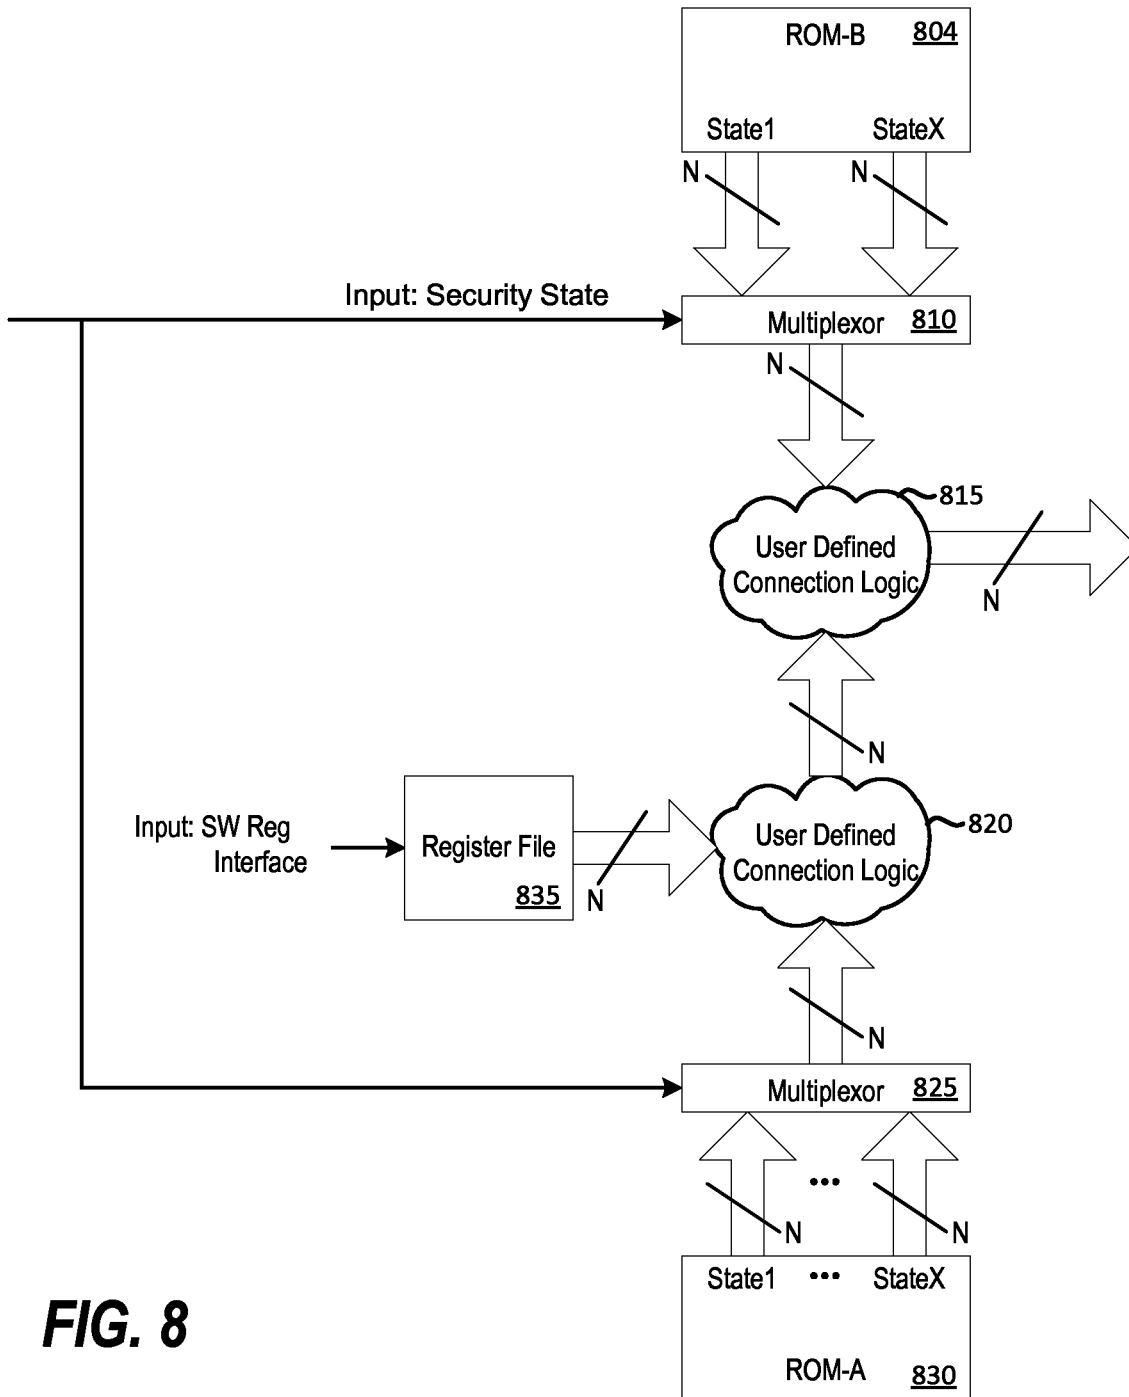 ROM-B 804
State1 StateX
N N
Input: Security State
Multiplexor 810
N
815
User Defined
Connection Logic
N
N
Input: SW Reg
Interface
Register File
835
N
820
User Defined
Connection Logic
N
Multiplexor 825
••• 
N N
State1 ••• StateX
ROM-A 830
FIG. 8